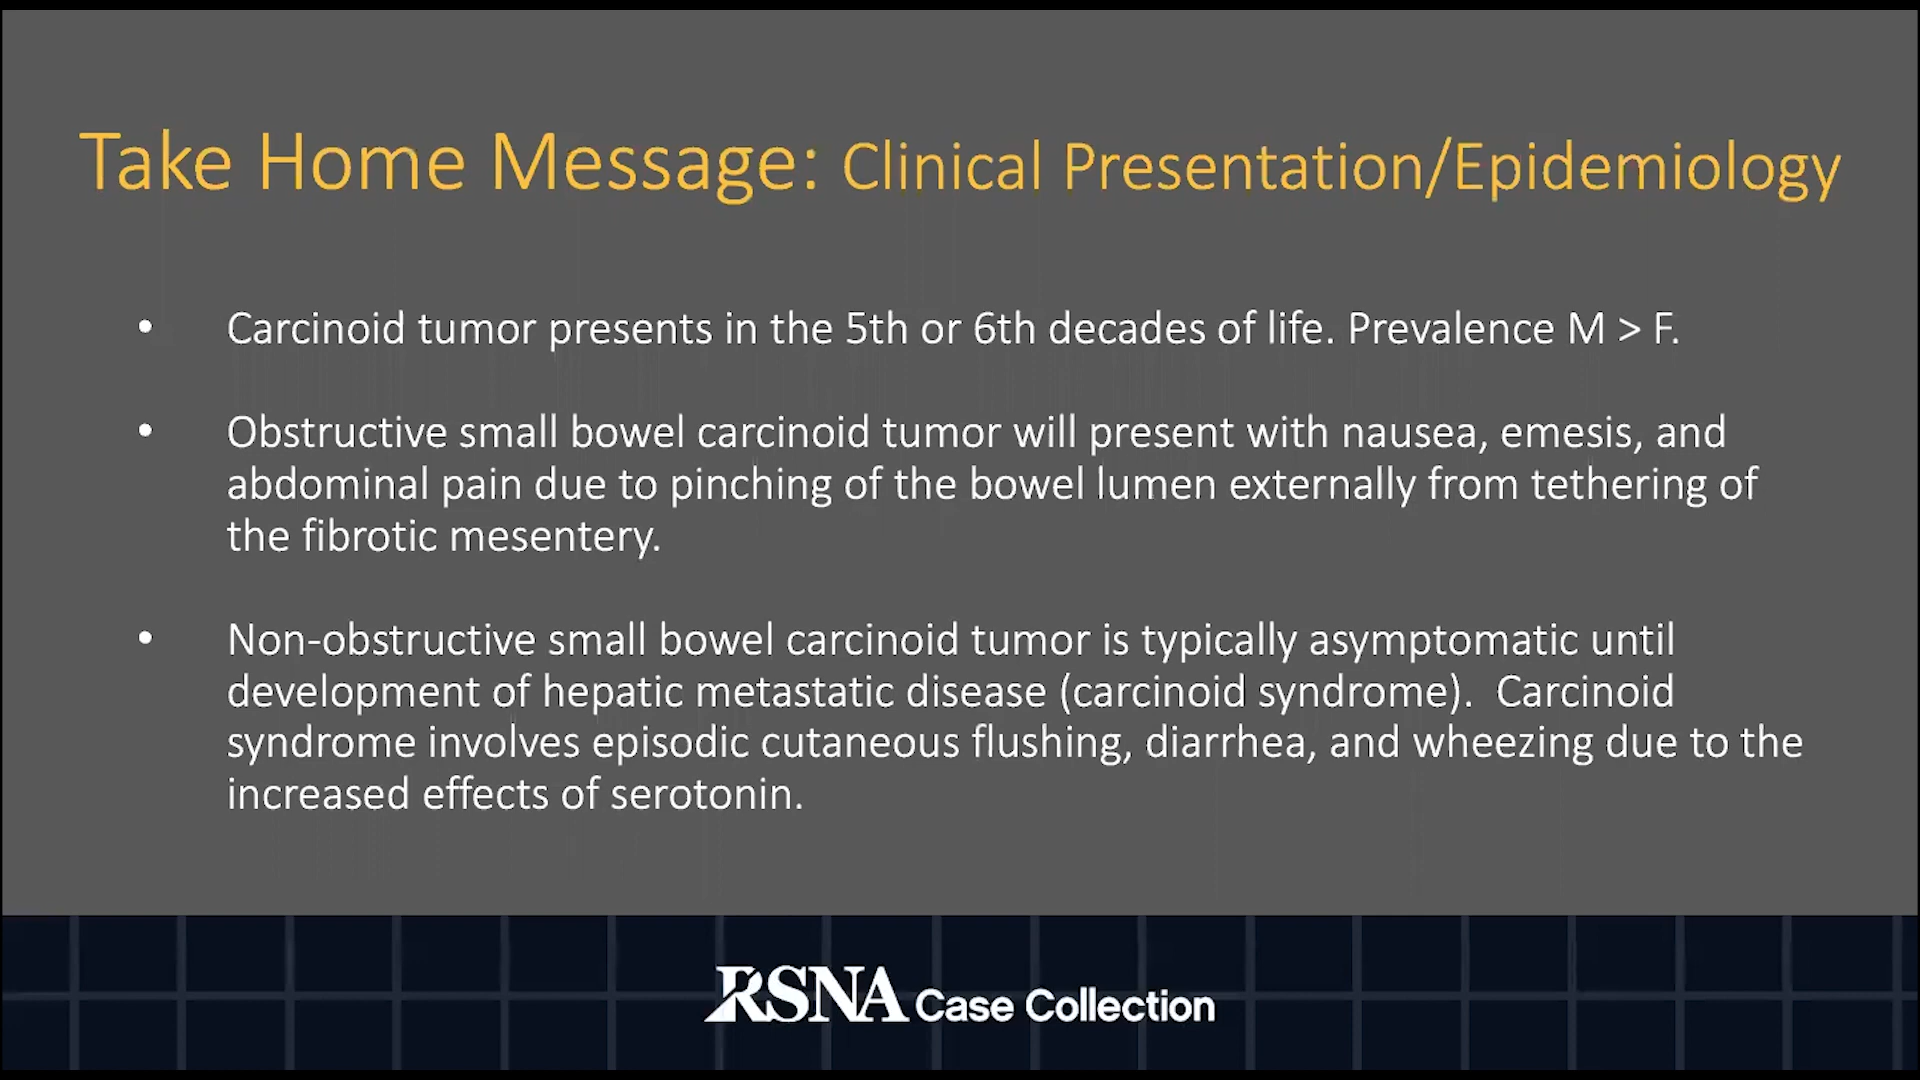 Take Home Message: Clinical Presentation/Epidemiology
• Carcinoid tumor presents in the 5th or 6th decades of life. Prevalence M > F.
• Obstructive small bowel carcinoid tumor will present with nausea, emesis, and
abdominal pain due to pinching of the bowel lumen externally from tethering of
the fibrotic mesentery.
• Non-obstructive small bowel carcinoid tumor is typically asymptomatic until
development of hepatic metastatic disease (carcinoid syndrome).  Carcinoid
syndrome involves episodic cutaneous flushing, diarrhea, and wheezing due to the
increased effects of serotonin.
RSNA Case Collection